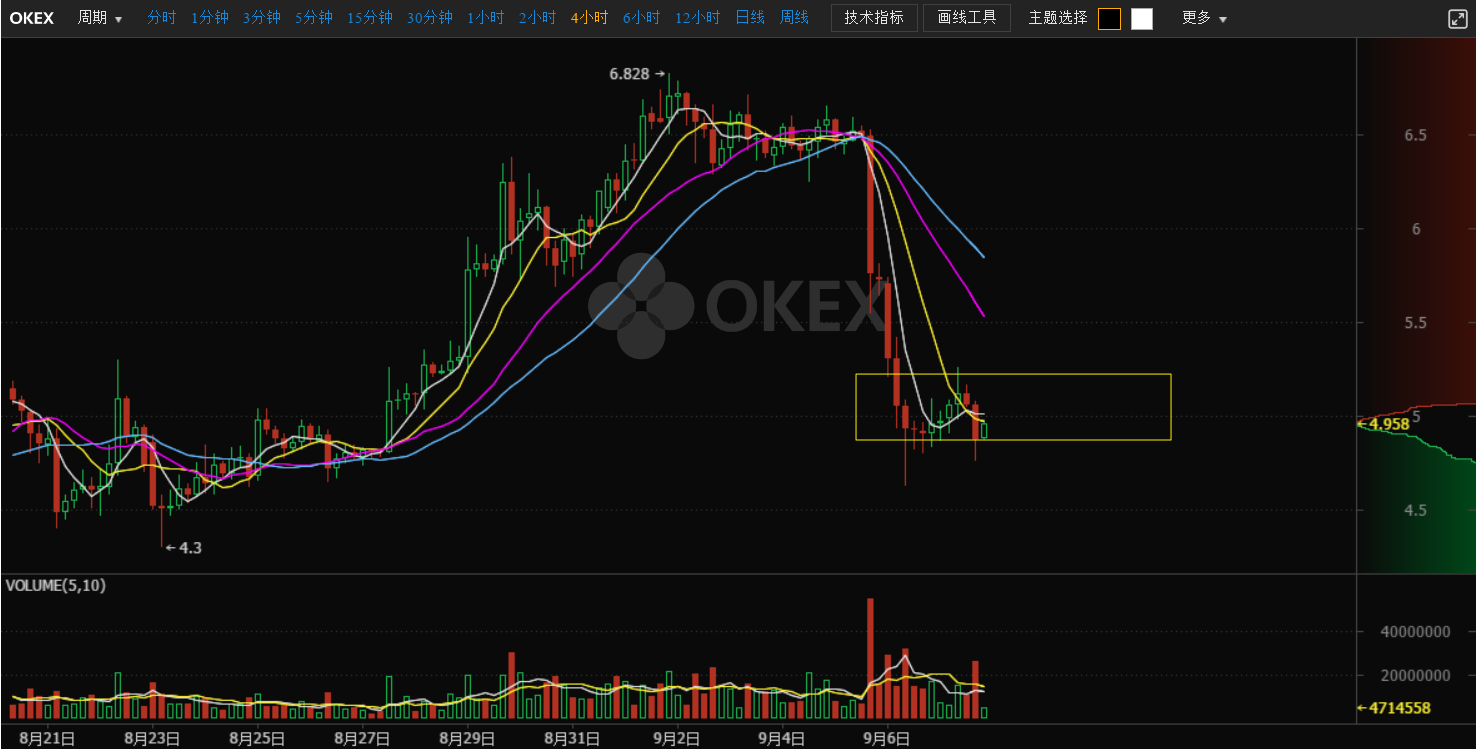 OKEX 周期 分时 1分钟 3分钟 5分钟 15分钟 30分钟 1小时 2小时 4小时 6小时 12小时 日线 周线 技术指标 画线工具 主题选择 更多
6.828
6.5
6
OKEX
5.5
5
4.958
4.5
4.3
VOLUME(5,10)
40000000
20000000
4714558
8月21日 8月23日 8月25日 8月27日 8月29日 8月31日 9月2日 9月4日 9月6日